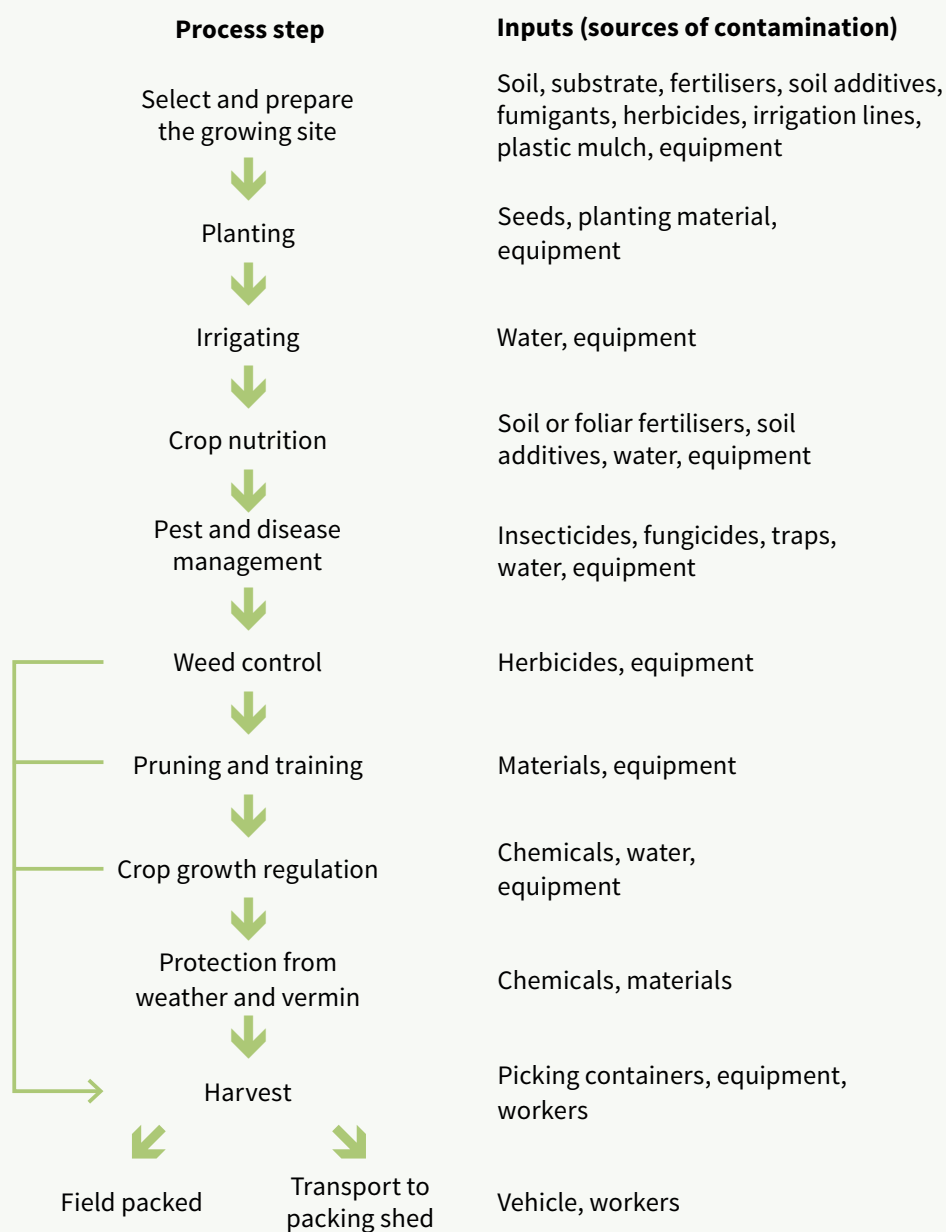 Process step
Inputs (sources of contamination)
Select and prepare
the growing site
Soil, substrate, fertilisers, soil additives,
fumigants, herbicides, irrigation lines,
plastic mulch, equipment
Planting
Seeds, planting material,
equipment
Irrigating
Water, equipment
Crop nutrition
Soil or foliar fertilisers, soil
additives, water, equipment
Pest and disease
management
Insecticides, fungicides, traps,
water, equipment
Weed control
Herbicides, equipment
Pruning and training
Materials, equipment
Crop growth regulation
Chemicals, water,
equipment
Protection from
weather and vermin
Chemicals, materials
Harvest
Picking containers, equipment,
workers
Field packed
Transport to
packing shed
Vehicle, workers